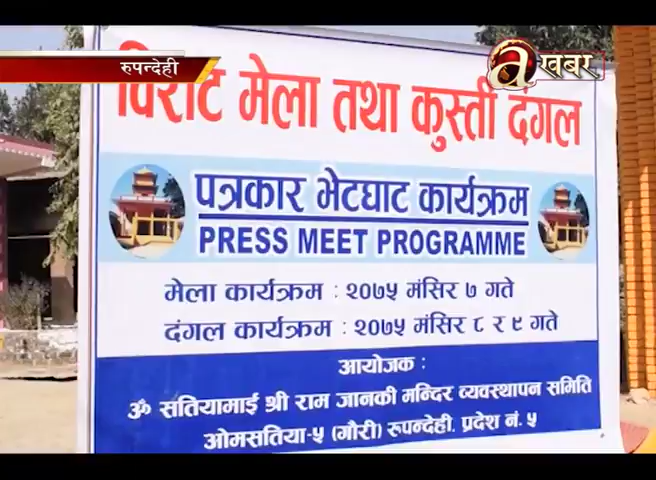 रुपन्देही
a खबर
विराट मेला तथा कुस्ती दंगल
पत्रकार भेटघाट कार्यक्रम
PRESS MEET PROGRAMME
मेला कार्यक्रम : २०७५ मंसिर ७ गते
दंगल कार्यक्रम : २०७५ मंसिर ८ र ९ गते
आयोजक :
ॐ सतियामाई श्री राम जानकी मन्दिर व्यवस्थापन समिति
ओमसतिया-५ (गौरी) रुपन्देही. प्रदेश नं. ५